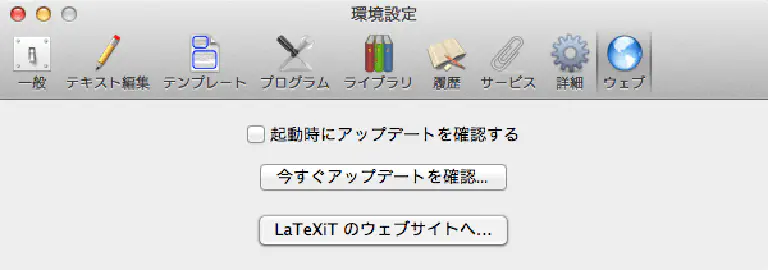 環境設定
一般 テキスト編集 テンプレート プログラム ライブラリ 履歴 サービス 詳細 ウェブ
起動時にアップデートを確認する
今すぐアップデートを確認...
LaTeXiT のウェブサイトへ...